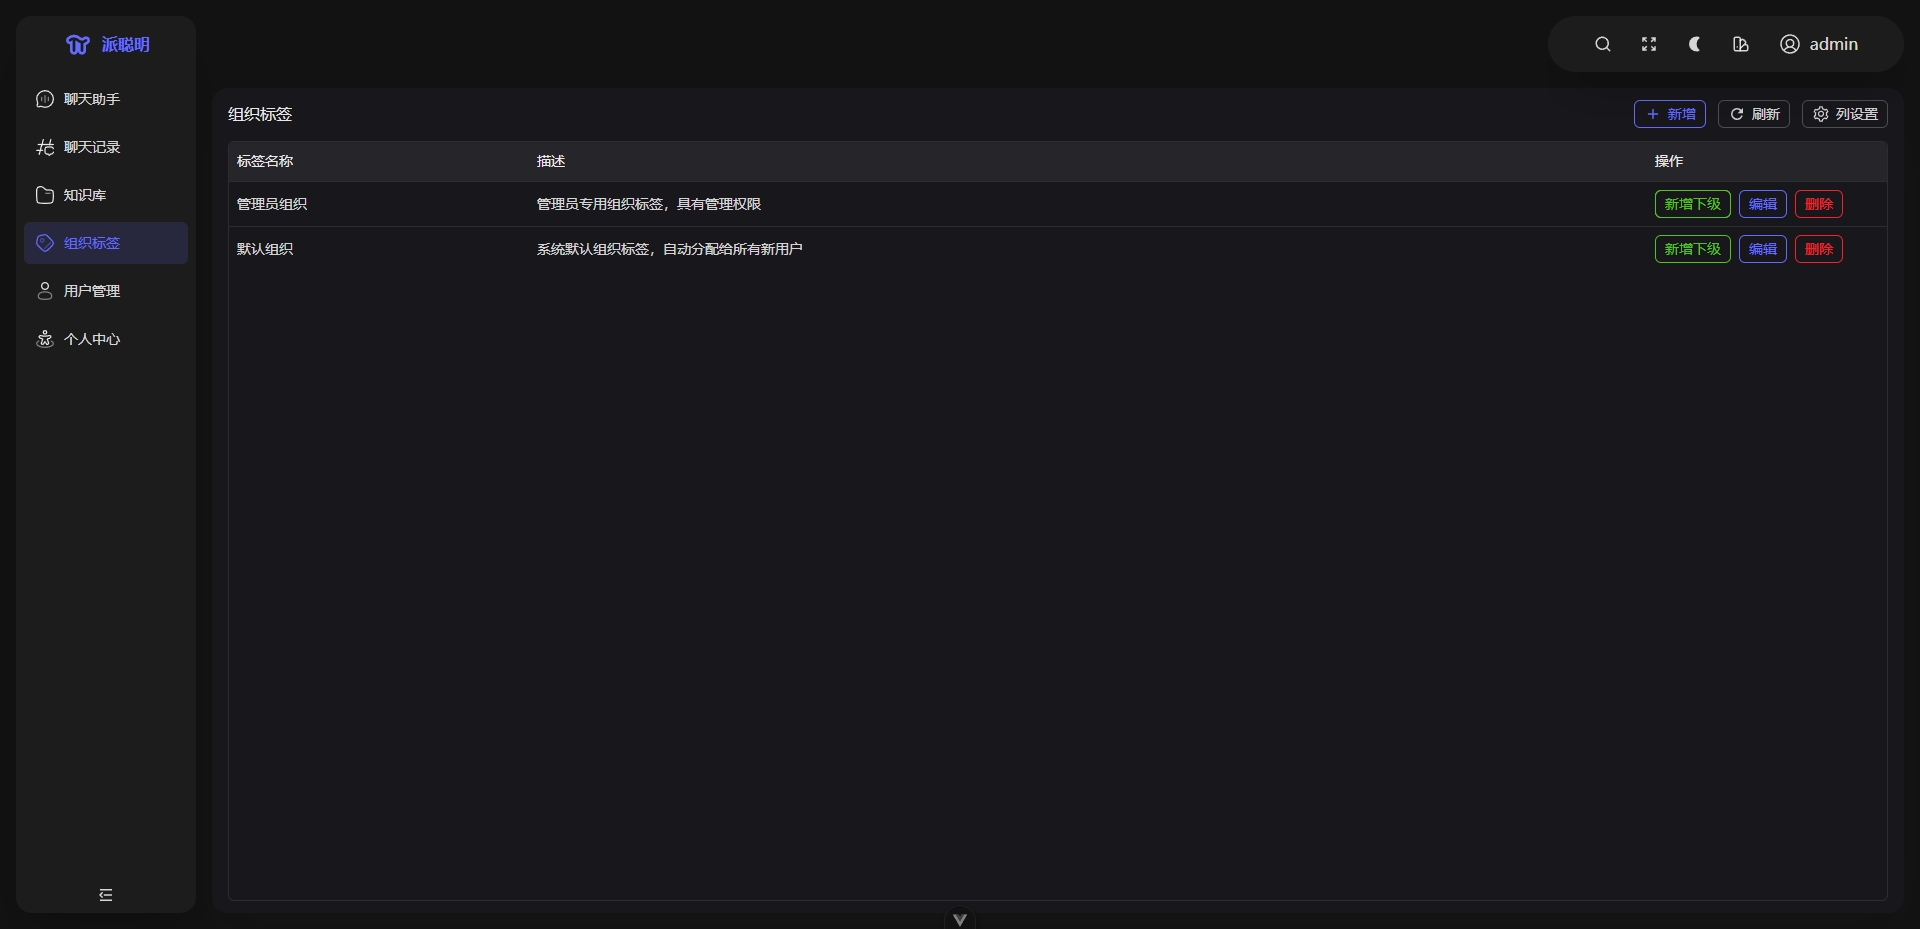 派聪明
admin
聊天助手
聊天记录
知识库
组织标签
用户管理
个人中心
组织标签
新增 刷新 列设置
标签名称 描述 操作
管理员组织 管理员专用组织标签，具有管理权限 新增下级 编辑 删除
默认组织 系统默认组织标签，自动分配给所有新用户 新增下级 编辑 删除